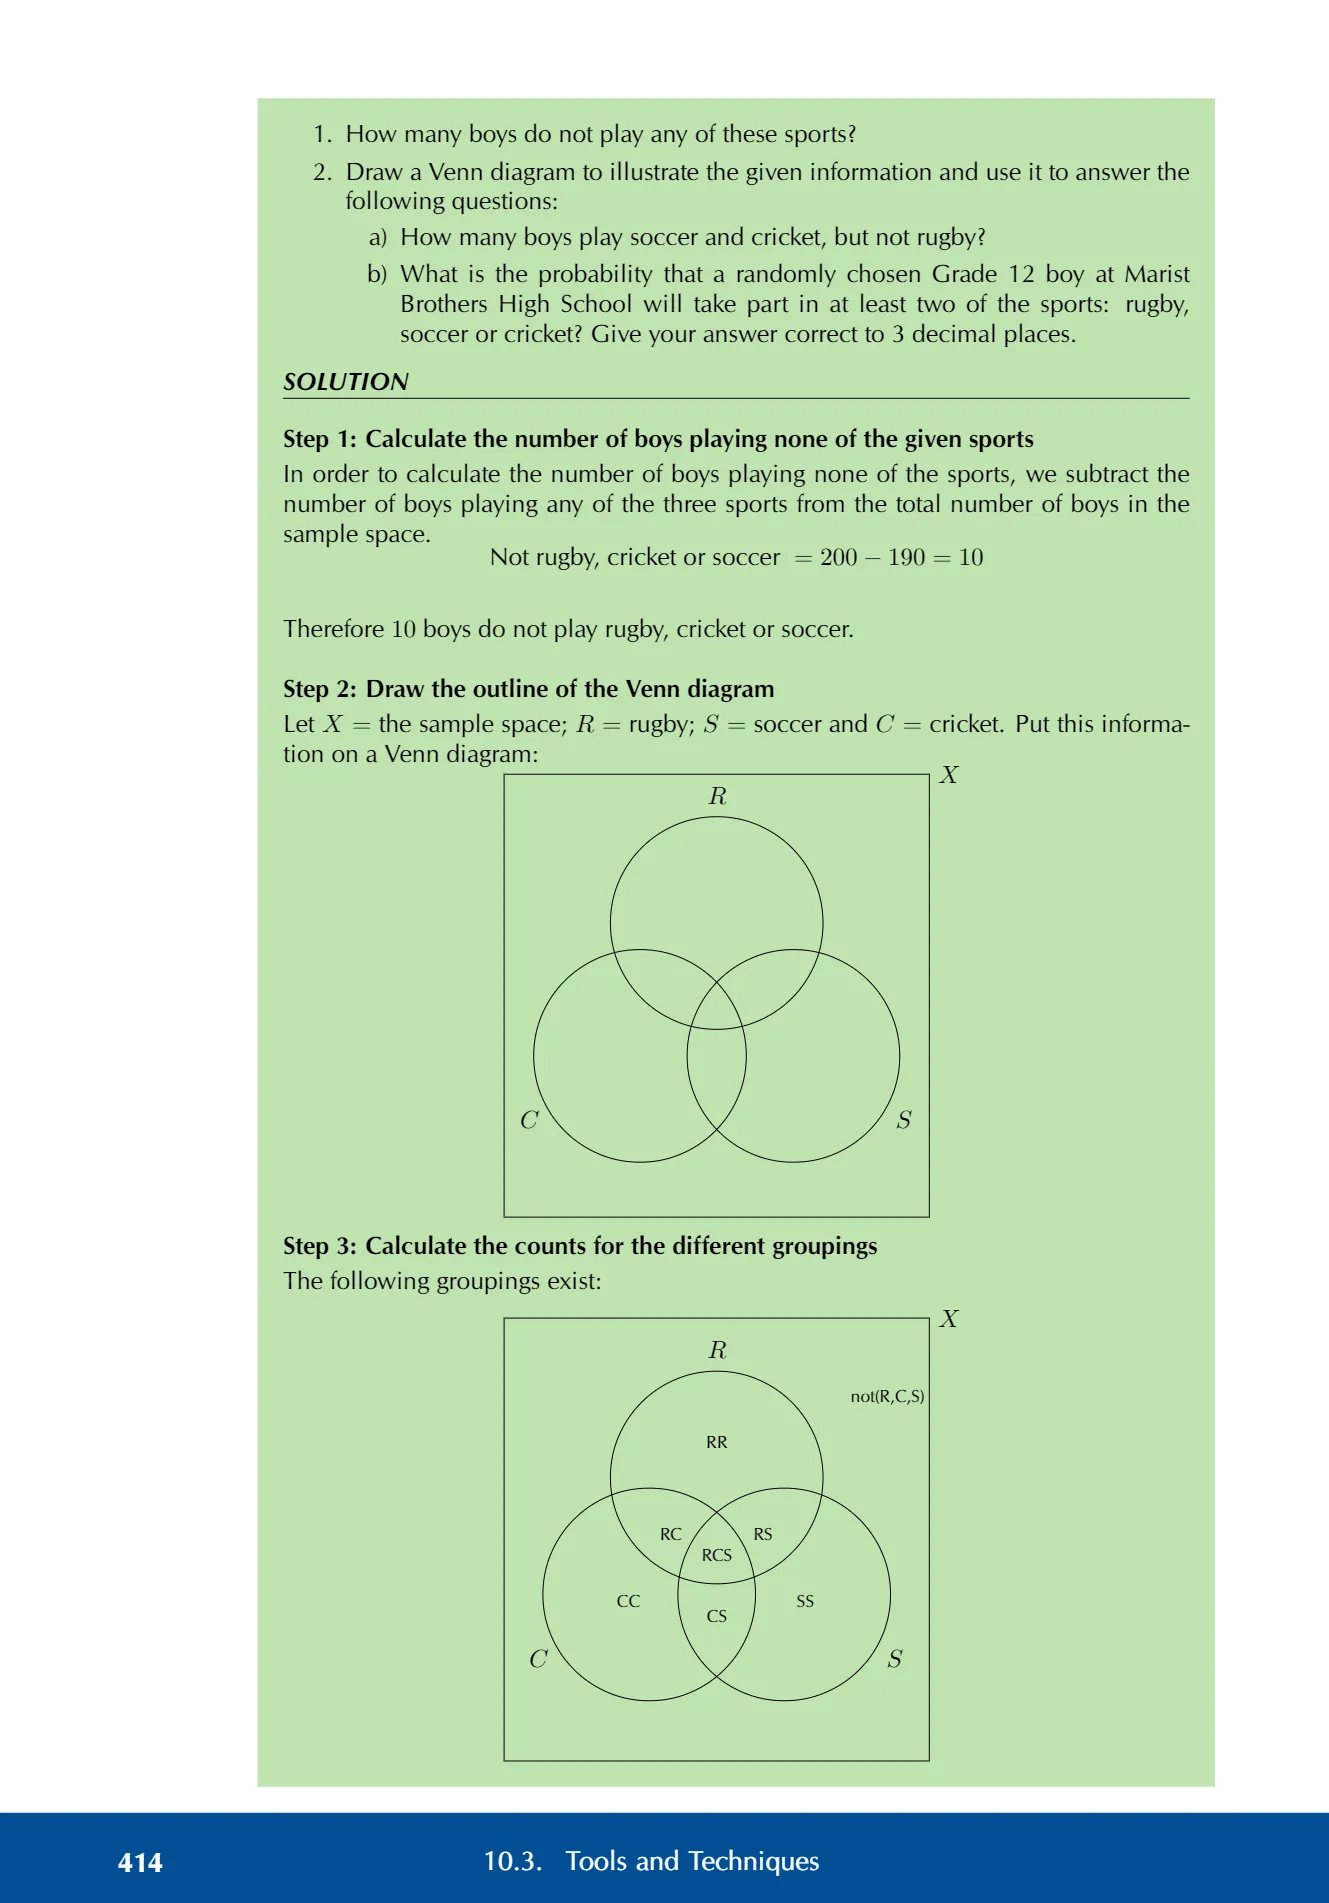 1. How many boys do not play any of these sports?
2. Draw a Venn diagram to illustrate the given information and use it to answer the
following questions:
a) How many boys play soccer and cricket, but not rugby?
b) What is the probability that a randomly chosen Grade 12 boy at Marist
Brothers High School will take part in at least two of the sports: rugby,
soccer or cricket? Give your answer correct to 3 decimal places.
SOLUTION
Step 1: Calculate the number of boys playing none of the given sports
In order to calculate the number of boys playing none of the sports, we subtract the
number of boys playing any of the three sports from the total number of boys in the
sample space.
Not rugby, cricket or soccer = 200 − 190 = 10
Therefore 10 boys do not play rugby, cricket or soccer.
Step 2: Draw the outline of the Venn diagram
Let X = the sample space; R = rugby; S = soccer and C = cricket. Put this informa-
tion on a Venn diagram:
X
R
C
S
Step 3: Calculate the counts for the different groupings
The following groupings exist:
X
R
not(R,C,S)
RR
RC
RS
RCS
CC
SS
CS
C
S
414
10.3. Tools and Techniques